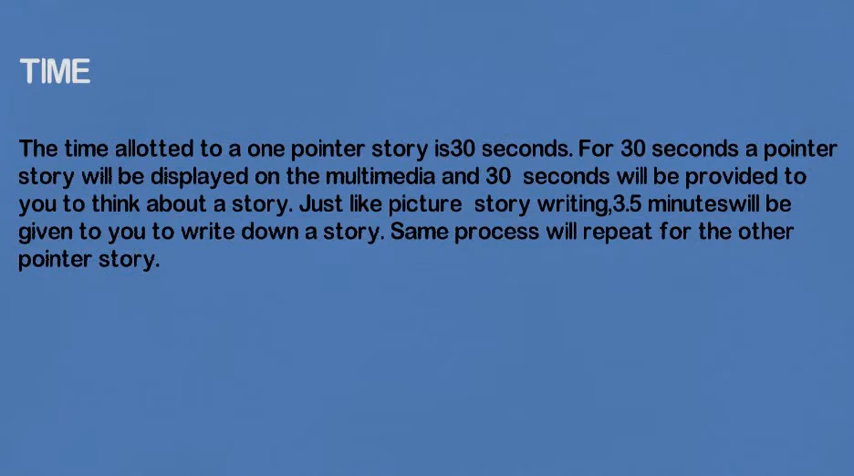 TIME
The time allotted to a one pointer story is30 seconds. For 30 seconds a pointer
story will be displayed on the multimedia and 30 seconds will be provided to
you to think about a story. Just like picture story writing,3.5 minuteswill be
given to you to write down a story. Same process will repeat for the other
pointer story.